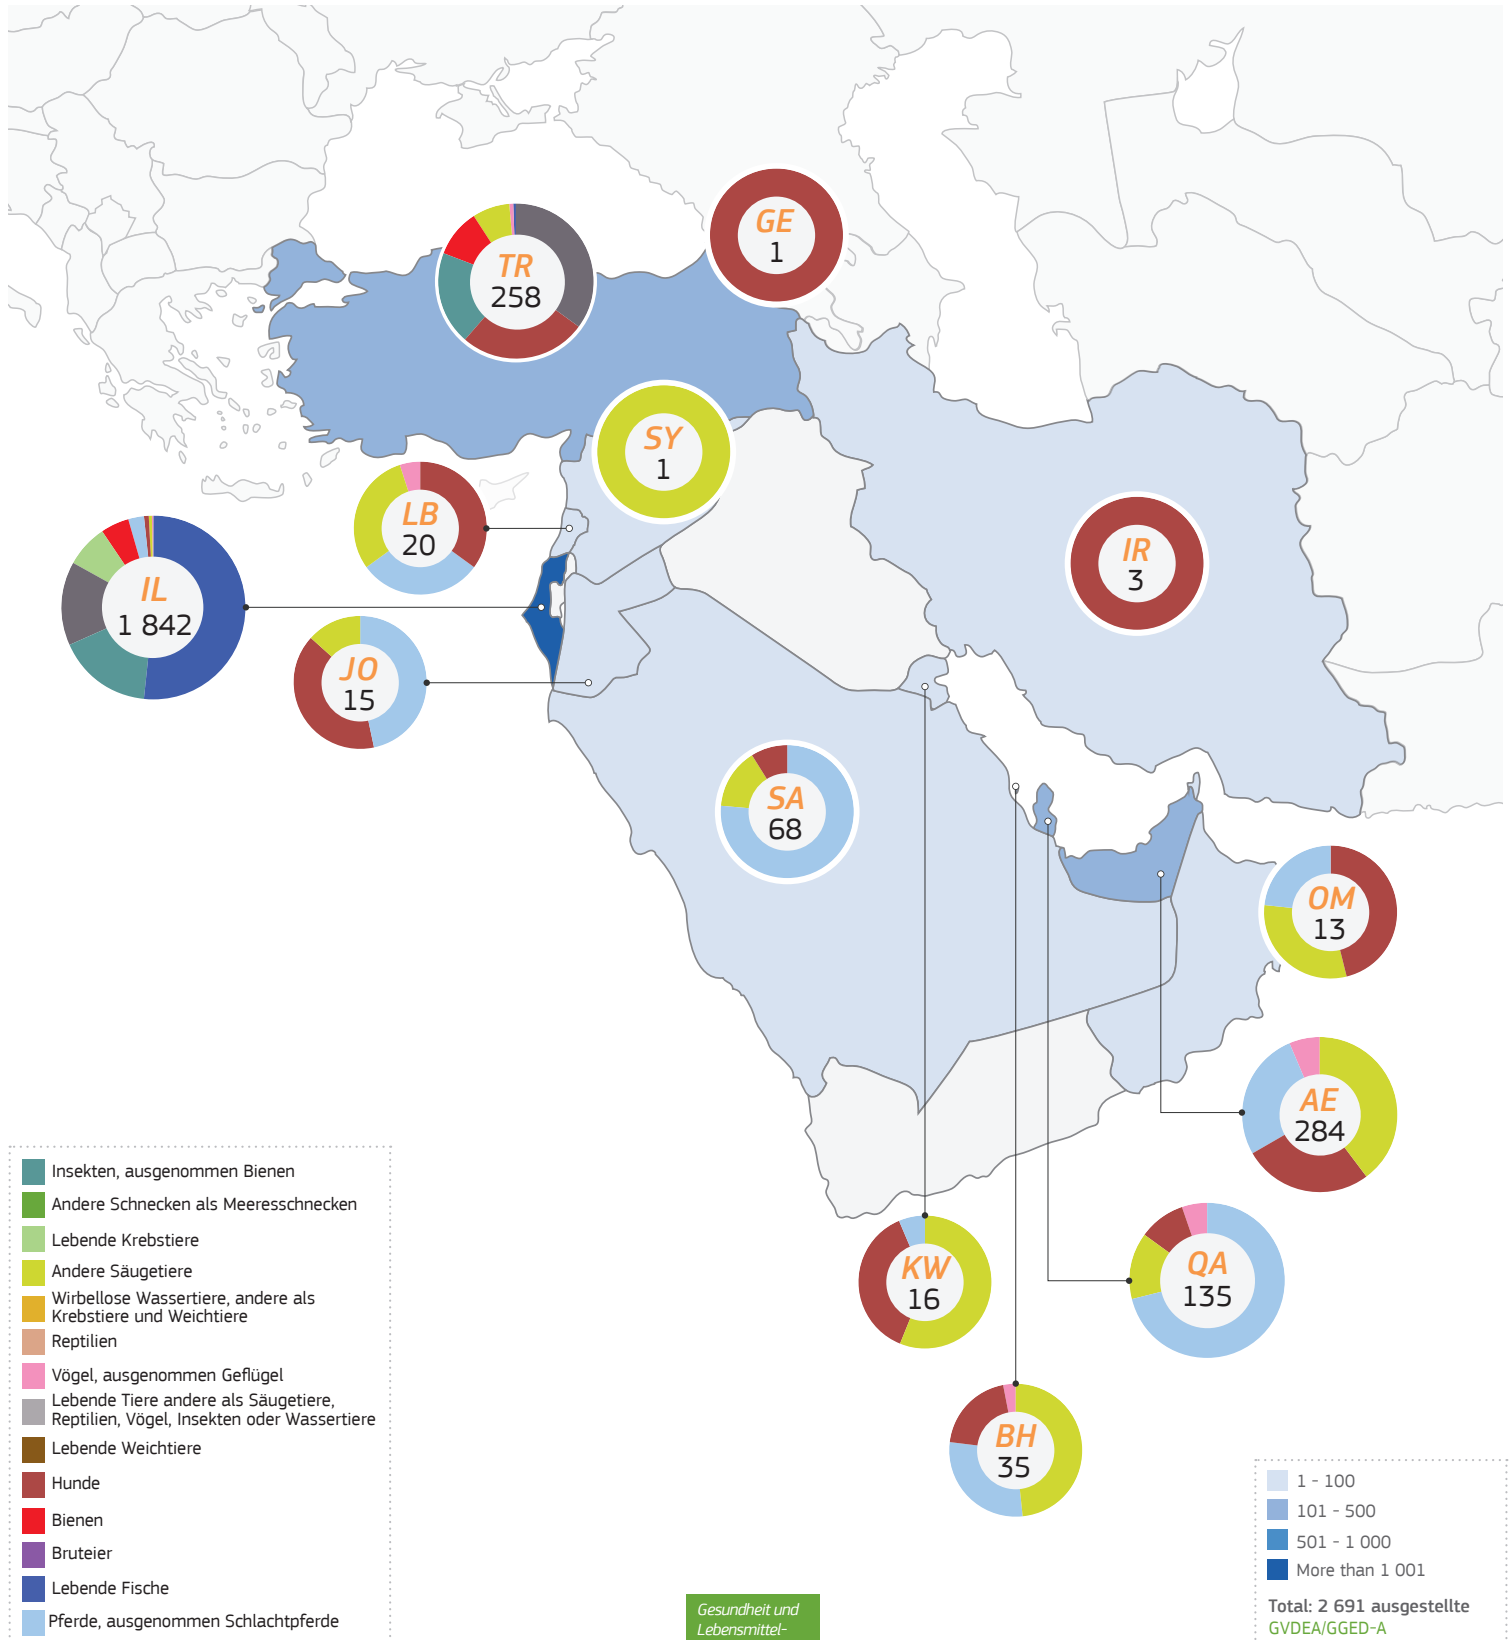 GE
1
TR
258
SY
1
LB
20
IR
3
IL
1 842
JO
15
SA
68
OM
13
AE
284
KW
16
QA
135
BH
35
Insekten, ausgenommen Bienen
Andere Schnecken als Meeresschnecken
Lebende Krebstiere
Andere Säugetiere
Wirbellose Wassertiere, andere als
Krebstiere und Weichtiere
Reptilien
Vögel, ausgenommen Geflügel
Lebende Tiere andere als Säugetiere,
Reptilien, Vögel, Insekten oder Wassertiere
Lebende Weichtiere
Hunde
Bienen
Bruteier
Lebende Fische
Pferde, ausgenommen Schlachtpferde
Gesundheit und
Lebensmittel-
1 - 100
101 - 500
501 - 1 000
More than 1 001
Total: 2 691 ausgestellte
GVDEA/GGED-A